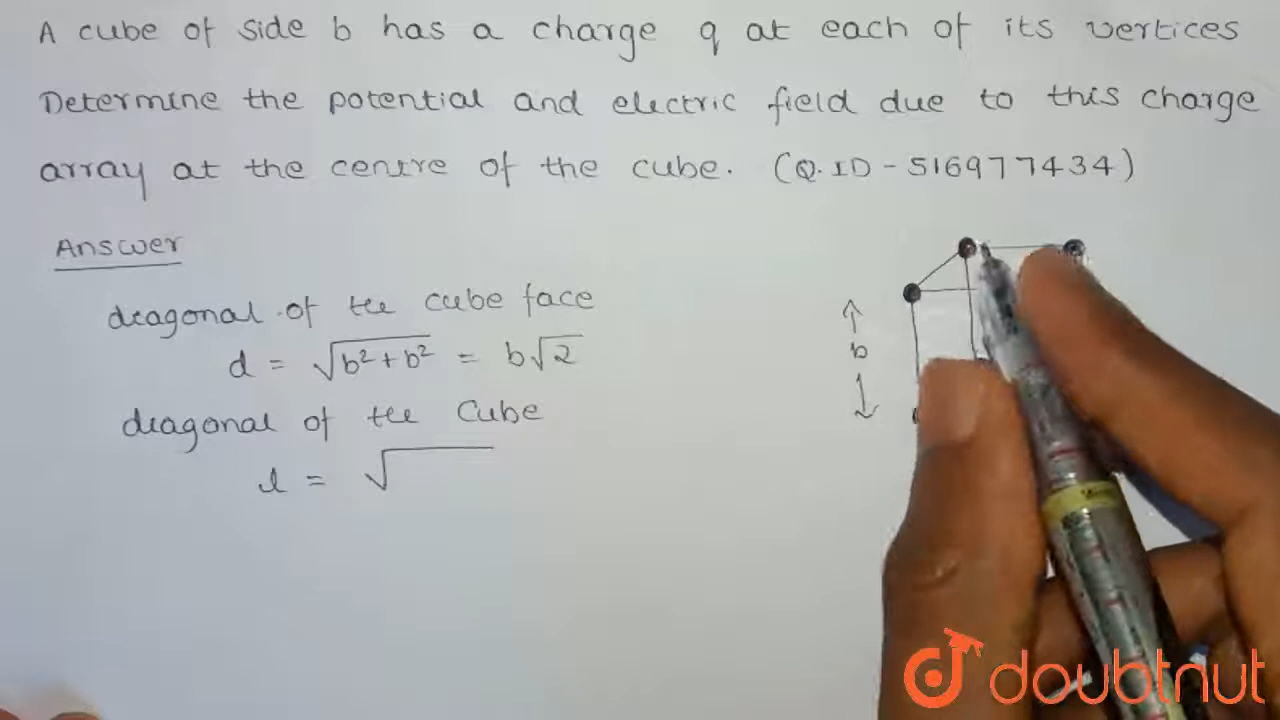 A cube of side b has a charge q at each of its vertices
Determine the potential and electric field due to this charge
array at the centre of the cube. (Q.ID - 516977434)
Answer
diagonal of the cube face
d = √b²+b² = b√2
b
diagonal of the cube
l = √
doubtnut